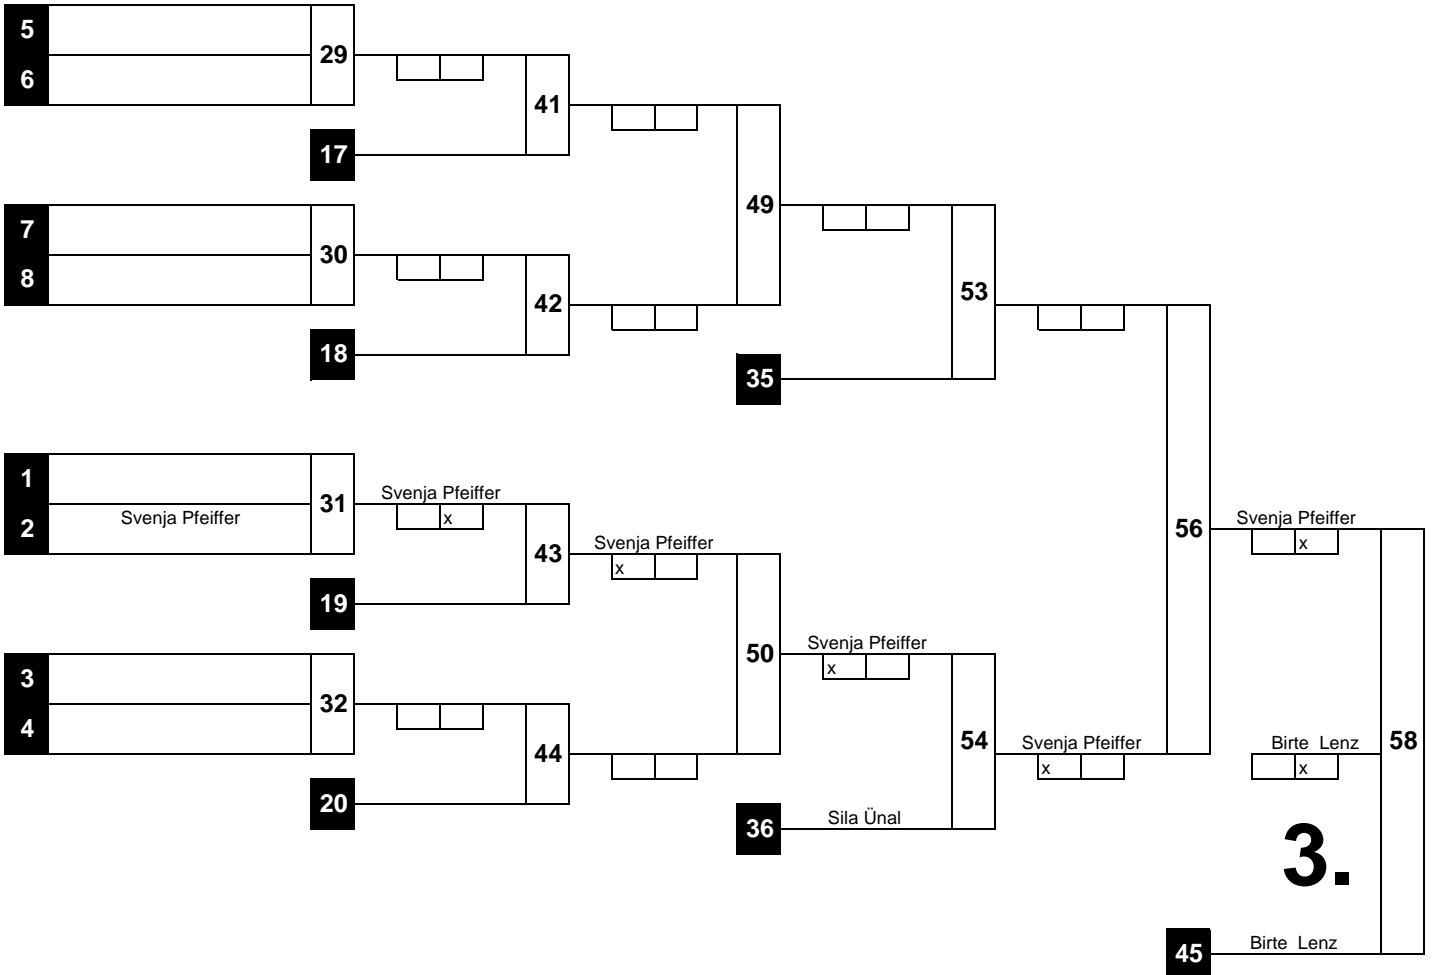 5
29
6
41
17
7
49
30
8
42
53
18
35
1
Svenja Pfeiffer
31
2
Svenja Pfeiffer
x
56
Svenja Pfeiffer
x
43
Svenja Pfeiffer
x
19
3
50
Svenja Pfeiffer
x
32
4
44
54
Svenja Pfeiffer
x
Birte Lenz
x
58
20
36
Sila Ünal
3.
45
Birte Lenz